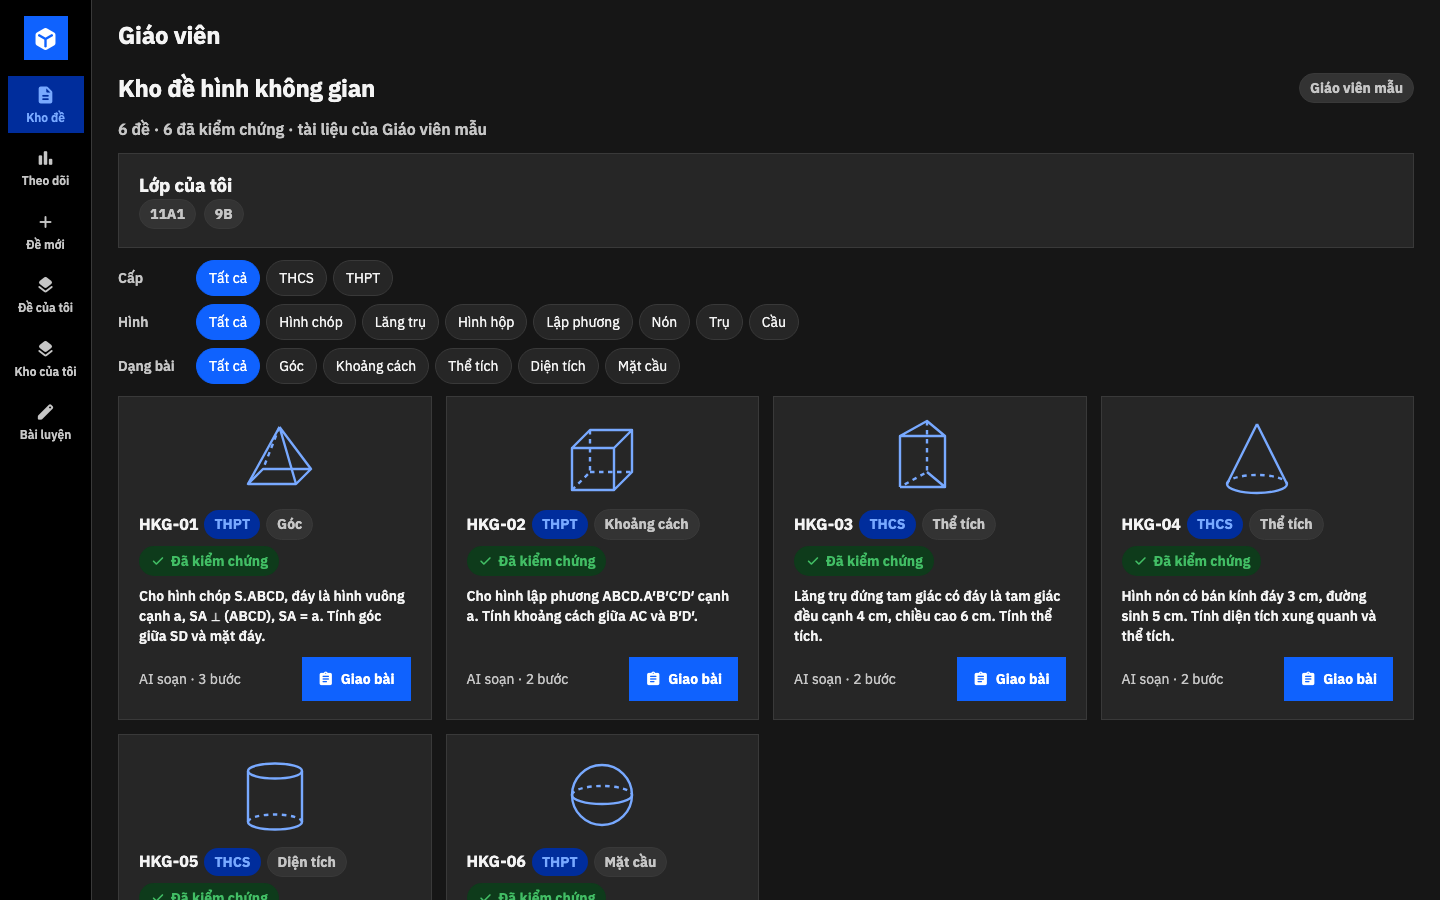 Giáo viên
Kho đề hình không gian
Giáo viên mẫu
6 đề · 6 đã kiểm chứng · tài liệu của Giáo viên mẫu
Kho đề
Theo dõi
Đề mới
Đề của tôi
Kho của tôi
Bài luyện
Lớp của tôi
11A1 9B
Cấp Tất cả THCS THPT
Hình Tất cả Hình chóp Lăng trụ Hình hộp Lập phương Nón Trụ Cầu
Dạng bài Tất cả Góc Khoảng cách Thể tích Diện tích Mặt cầu
HKG-01 THPT Góc
Đã kiểm chứng
Cho hình chóp S.ABCD, đáy là hình vuông
cạnh a, SA ⊥ (ABCD), SA = a. Tính góc
giữa SD và mặt đáy.
AI soạn · 3 bước Giao bài
HKG-02 THPT Khoảng cách
Đã kiểm chứng
Cho hình lập phương ABCD.A′B′C′D′ cạnh
a. Tính khoảng cách giữa AC và B′D′.
AI soạn · 2 bước Giao bài
HKG-03 THCS Thể tích
Đã kiểm chứng
Lăng trụ đứng tam giác có đáy là tam giác
đều cạnh 4 cm, chiều cao 6 cm. Tính thể
tích.
AI soạn · 2 bước Giao bài
HKG-04 THCS Thể tích
Đã kiểm chứng
Hình nón có bán kính đáy 3 cm, đường
sinh 5 cm. Tính diện tích xung quanh và
thể tích.
AI soạn · 2 bước Giao bài
HKG-05 THCS Diện tích
Đã kiểm chứng
HKG-06 THPT Mặt cầu
Đã kiểm chứng